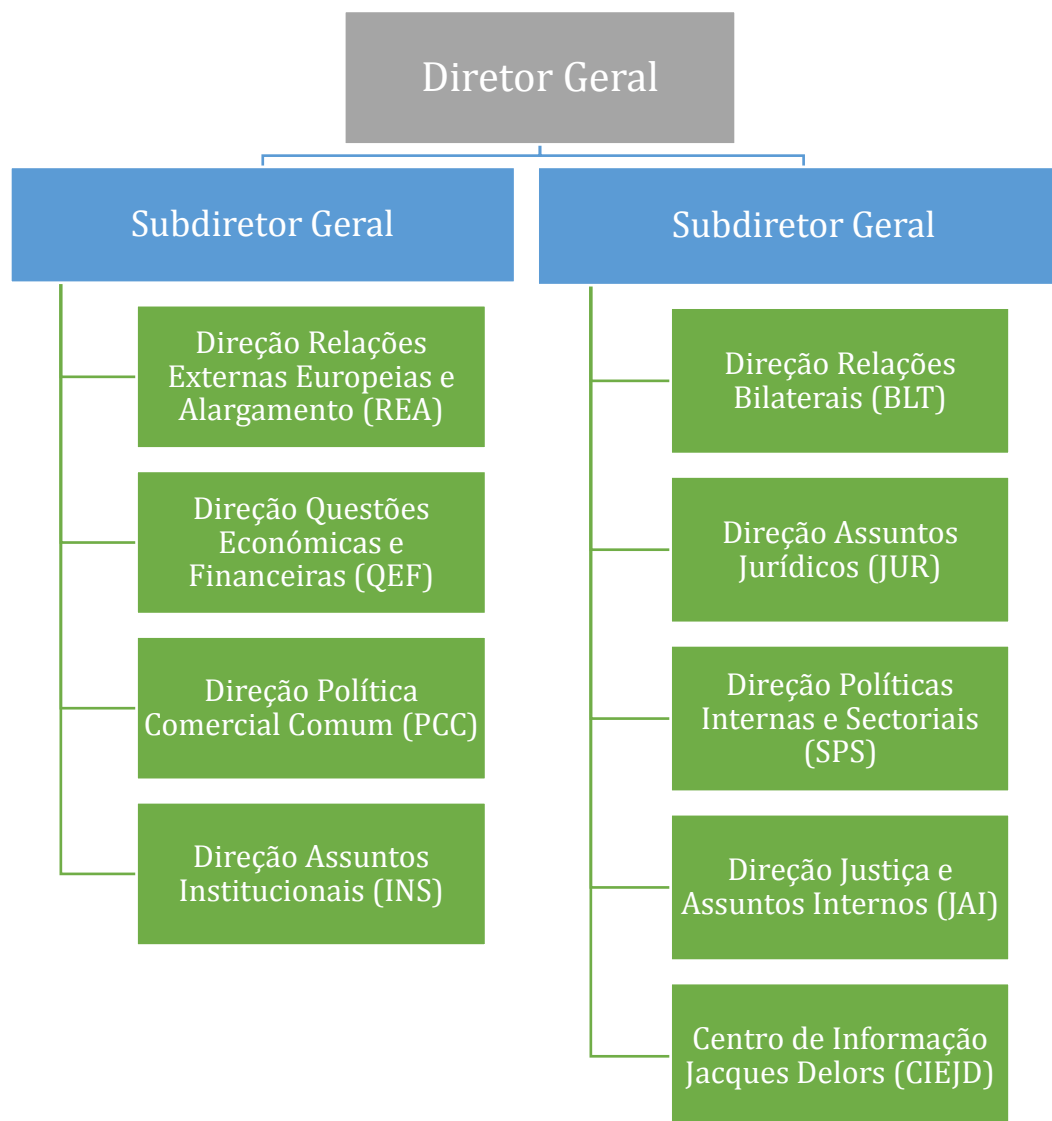 Diretor Geral
Subdiretor Geral
Direção Relações
Externas Europeias e
Alargamento (REA)
Direção Questões
Económicas e
Financeiras (QEF)
Direção Política
Comercial Comum (PCC)
Direção Assuntos
Institucionais (INS)
Subdiretor Geral
Direção Relações
Bilaterais (BLT)
Direção Assuntos
Jurídicos (JUR)
Direção Políticas
Internas e Sectoriais
(SPS)
Direção Justiça e
Assuntos Internos (JAI)
Centro de Informação
Jacques Delors (CIEJD)